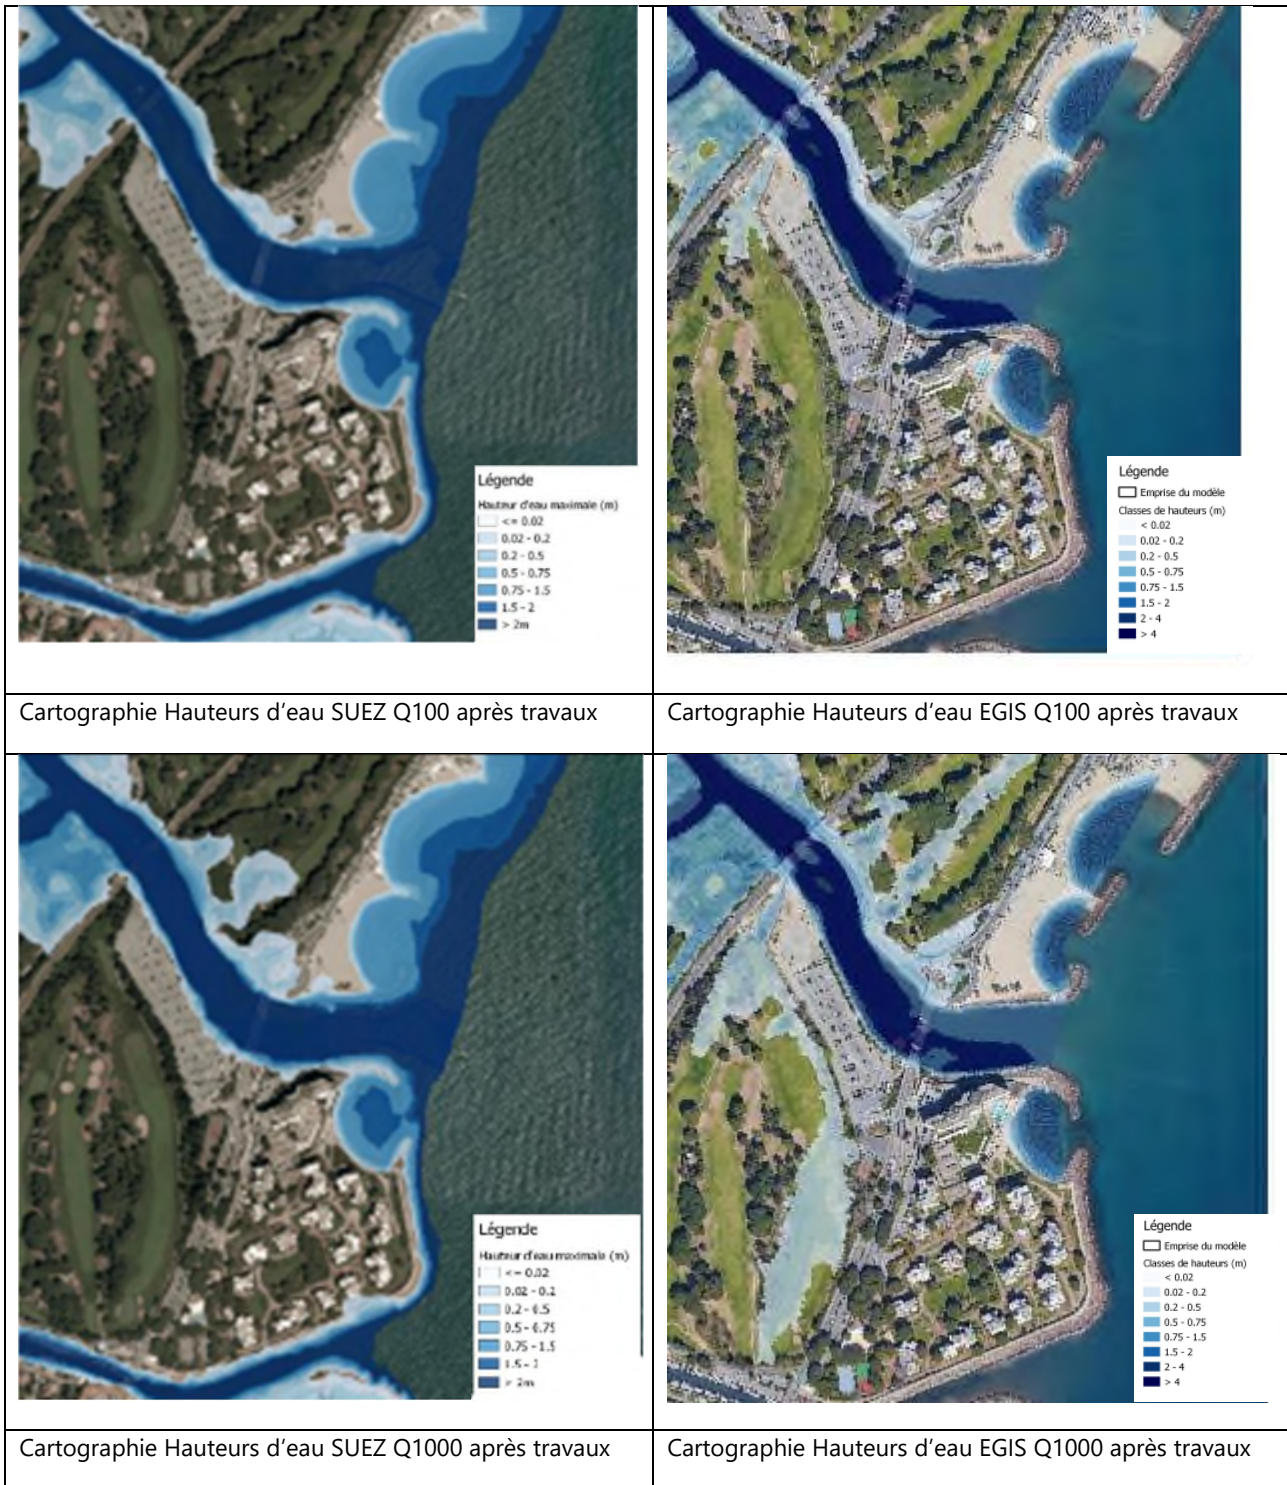 Légende
Hauteur d'eau maximale (m)
<= 0.02
0.02 - 0.2
0.2 - 0.5
0.5 - 0.75
0.75 - 1.5
1.5 - 2
> 2m
Légende
Emprise du modèle
Classes de hauteurs (m)
< 0.02
0.02 - 0.2
0.2 - 0.5
0.5 - 0.75
0.75 - 1.5
1.5 - 2
2 - 4
> 4
Cartographie Hauteurs d'eau SUEZ Q100 après travaux
Cartographie Hauteurs d'eau EGIS Q100 après travaux
Légende
Hauteur d'eau maximale (m)
<= 0.02
0.02 - 0.2
0.2 - 0.5
0.5 - 0.75
0.75 - 1.5
1.5 - 2
> 2m
Légende
Emprise du modèle
Classes de hauteurs (m)
< 0.02
0.02 - 0.2
0.2 - 0.5
0.5 - 0.75
0.75 - 1.5
1.5 - 2
2 - 4
> 4
Cartographie Hauteurs d'eau SUEZ Q1000 après travaux
Cartographie Hauteurs d'eau EGIS Q1000 après travaux